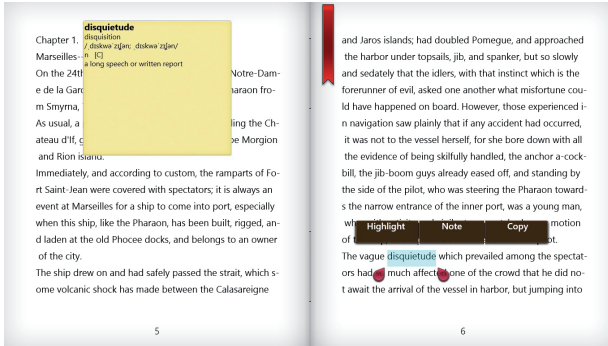 disquietude
disquisition
n [C]
a long speech or written report
Chapter 1.
Marseilles--
On the 24th Notre-Dam-
e de la Gard haraon fro-
m Smyrna,
As usual, a ling the Ch-
ateau d'If, g pe Morgion
and Rion island.
Immediately, and according to custom, the ramparts of Fo-
rt Saint-Jean were covered with spectators; it is always an
event at Marseilles for a ship to come into port, especially
when this ship, like the Pharaon, has been built, rigged, an-
d laden at the old Phocee docks, and belongs to an owner
of the city.
The ship drew on and had safely passed the strait, which s-
ome volcanic shock has made between the Calasareigne
5
and Jaros islands; had doubled Pomegue, and approached
the harbor under topsails, jib, and spanker, but so slowly
and sedately that the idlers, with that instinct which is the
forerunner of evil, asked one another what misfortune cou-
ld have happened on board. However, those experienced i-
n navigation saw plainly that if any accident had occurred,
it was not to the vessel herself, for she bore down with all
the evidence of being skilfully handled, the anchor a-cock-
bill, the jib-boom guys already eased off, and standing by
the side of the pilot, who was steering the Pharaon toward-
s the narrow entrance of the inner port, was a young man,
motion
Highlight Note Copy
of
The vague disquietude which prevailed among the spectat-
ors had much affected one of the crowd that he did no-
t await the arrival of the vessel in harbor, but jumping into
6